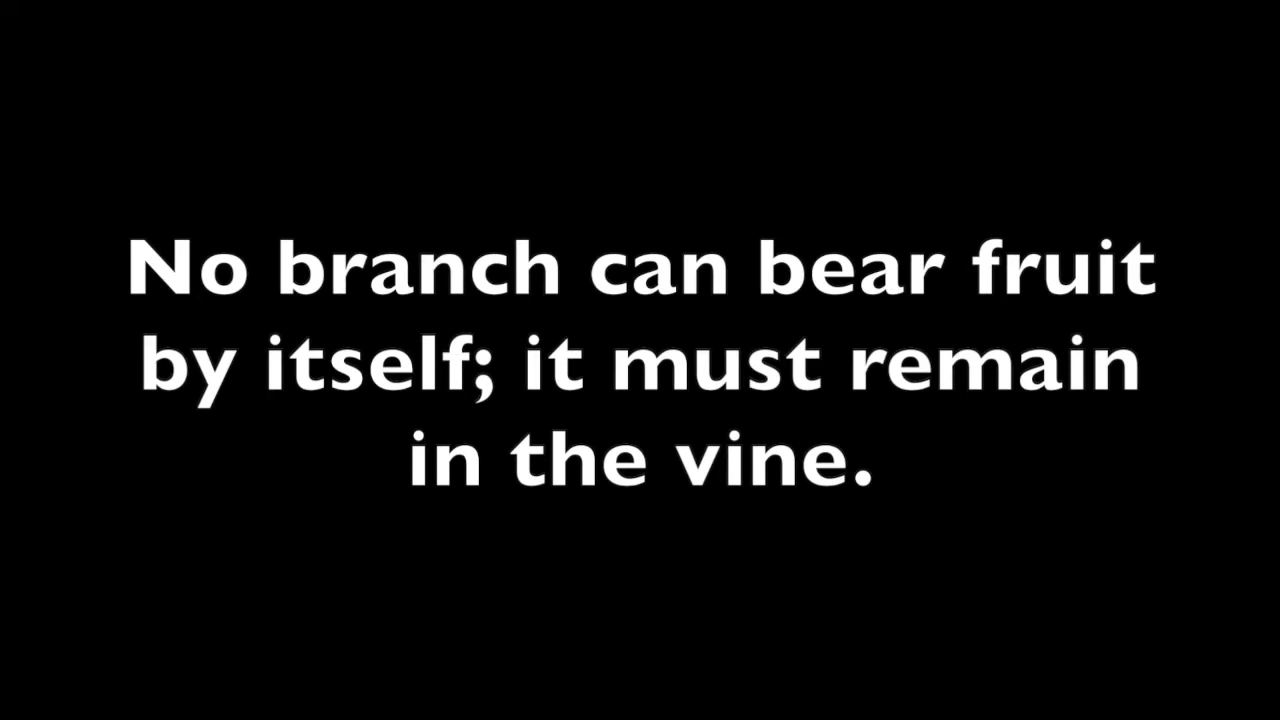 No branch can bear fruit
by itself; it must remain
in the vine.